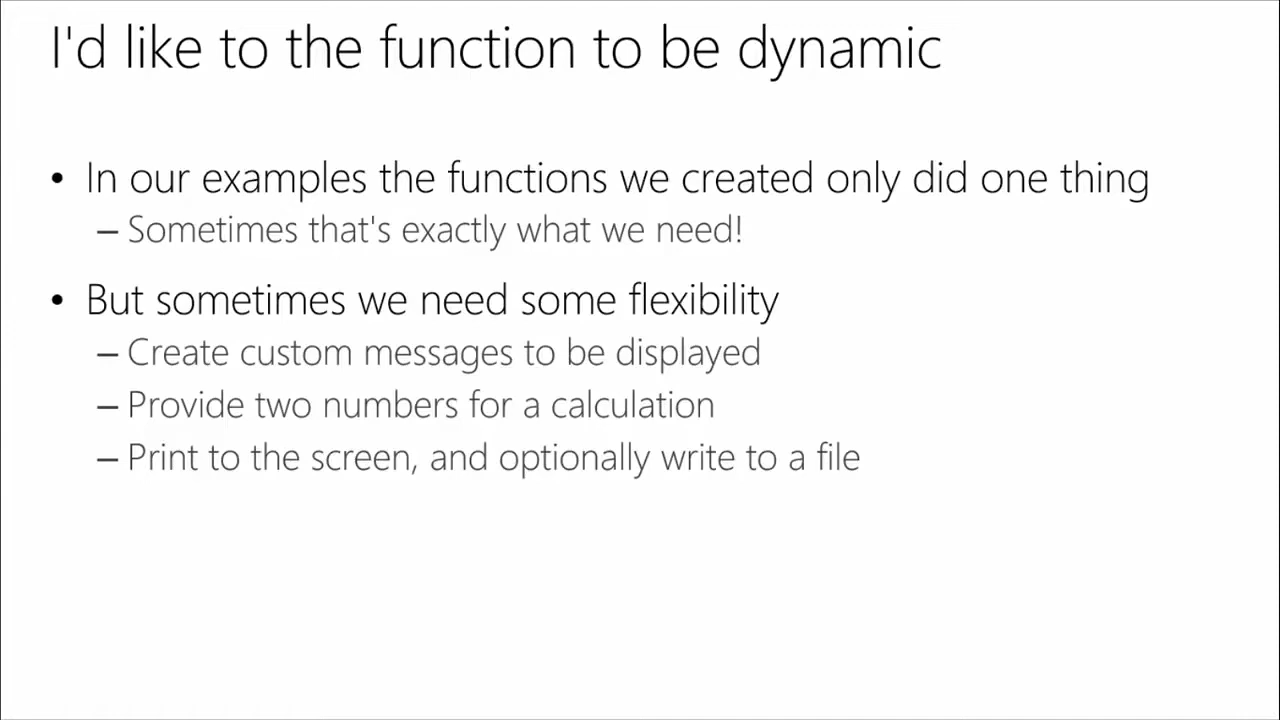 I'd like to the function to be dynamic
• In our examples the functions we created only did one thing
– Sometimes that's exactly what we need!
• But sometimes we need some flexibility
– Create custom messages to be displayed
– Provide two numbers for a calculation
– Print to the screen, and optionally write to a file